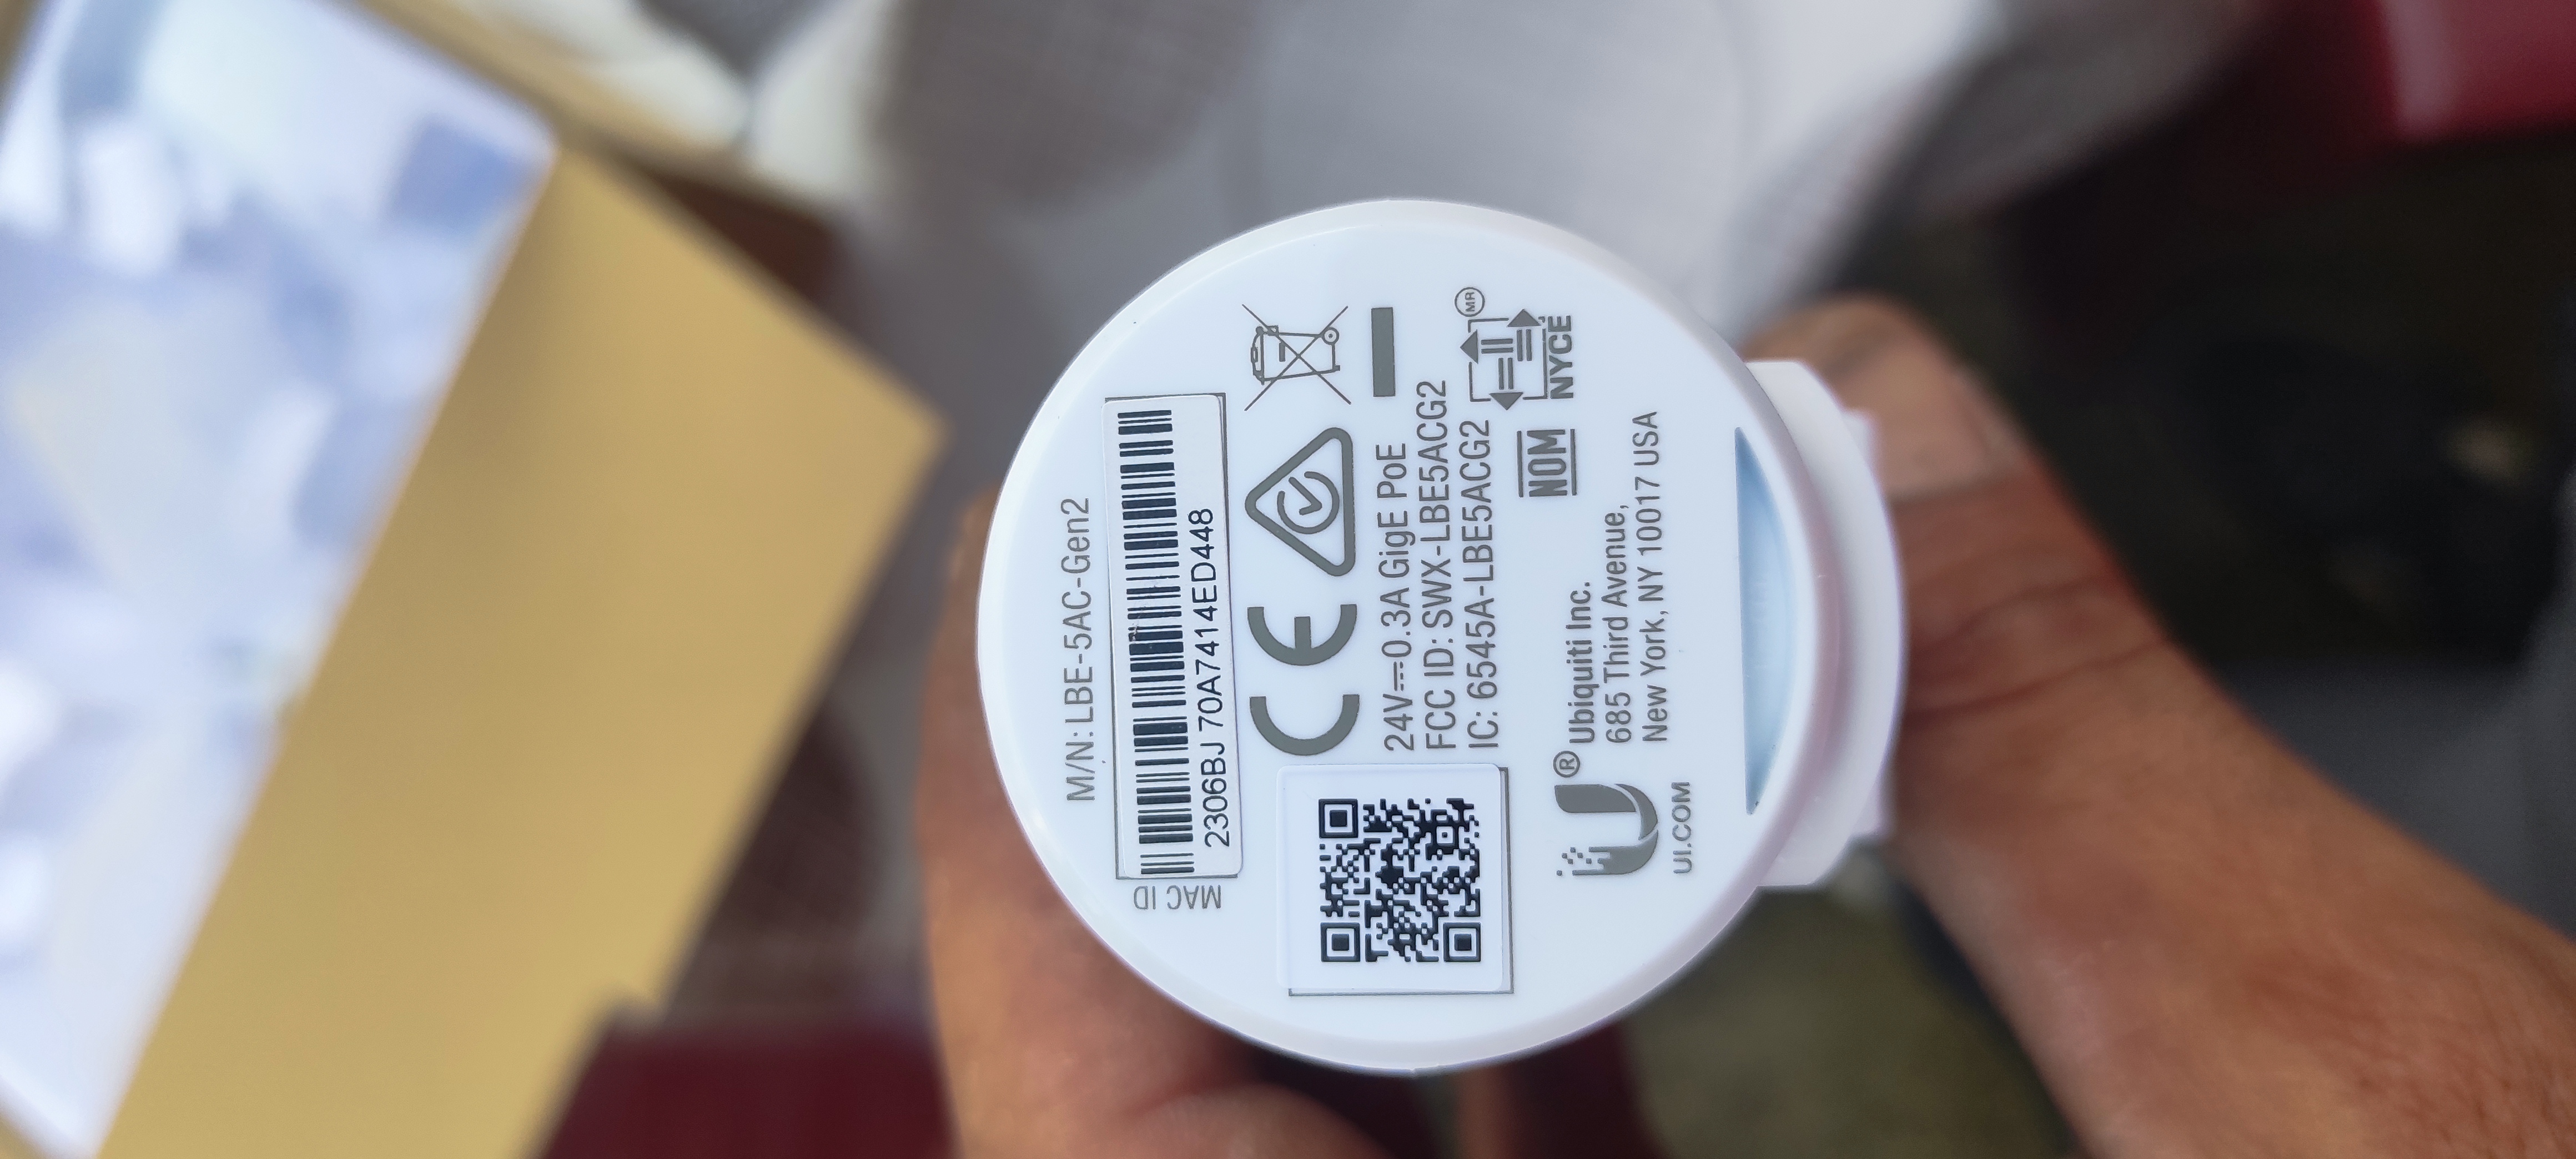 M/N: LBE-5AC-Gen2
MAC ID
2306BJ 70A7414ED448
24V⎓0.3A GigE PoE
FCC ID: SWX-LBE5ACG2
IC: 6545A-LBE5ACG2
MR
NOM
NYCE
®
Ubiquiti Inc.
685 Third Avenue,
New York, NY 10017 USA
UI.COM